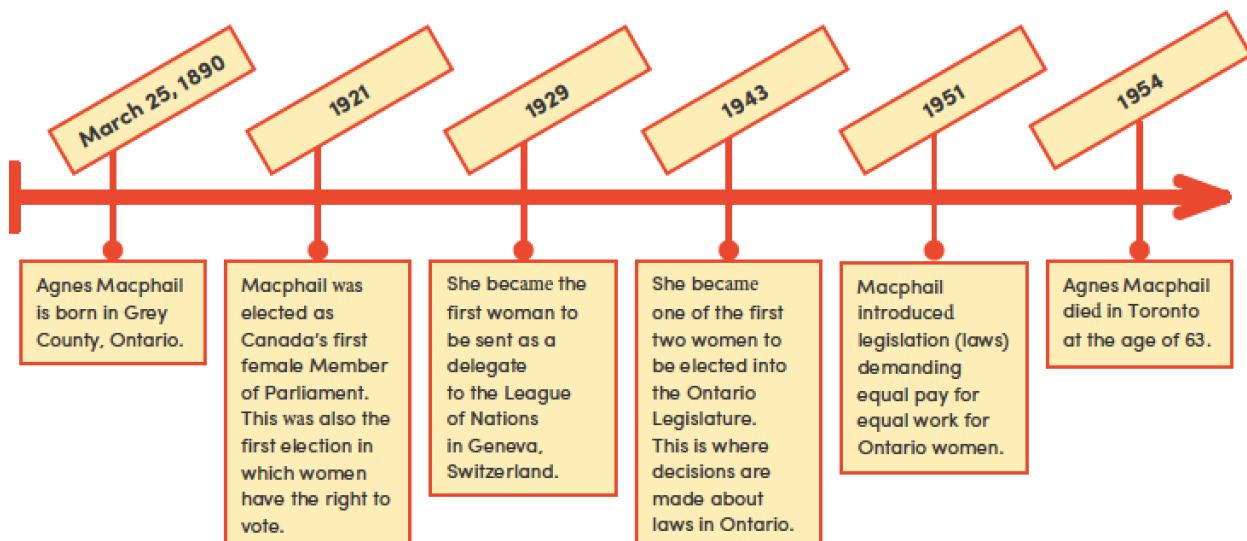 March 25, 1890
Agnes Macphail
is born in Grey
County, Ontario.
1921
Macphail was
elected as
Canada's first
female Member
of Parliament.
This was also the
first election in
which women
have the right to
vote.
1929
She became the
first woman to
be sent as a
delegate
to the League
of Nations
in Geneva,
Switzerland.
1943
She became
one of the first
two women to
be elected into
the Ontario
Legislature.
This is where
decisions are
made about
laws in Ontario.
1951
Macphail
introduced
legislation (laws)
demanding
equal pay for
equal work for
Ontario women.
1954
Agnes Macphail
died in Toronto
at the age of 63.